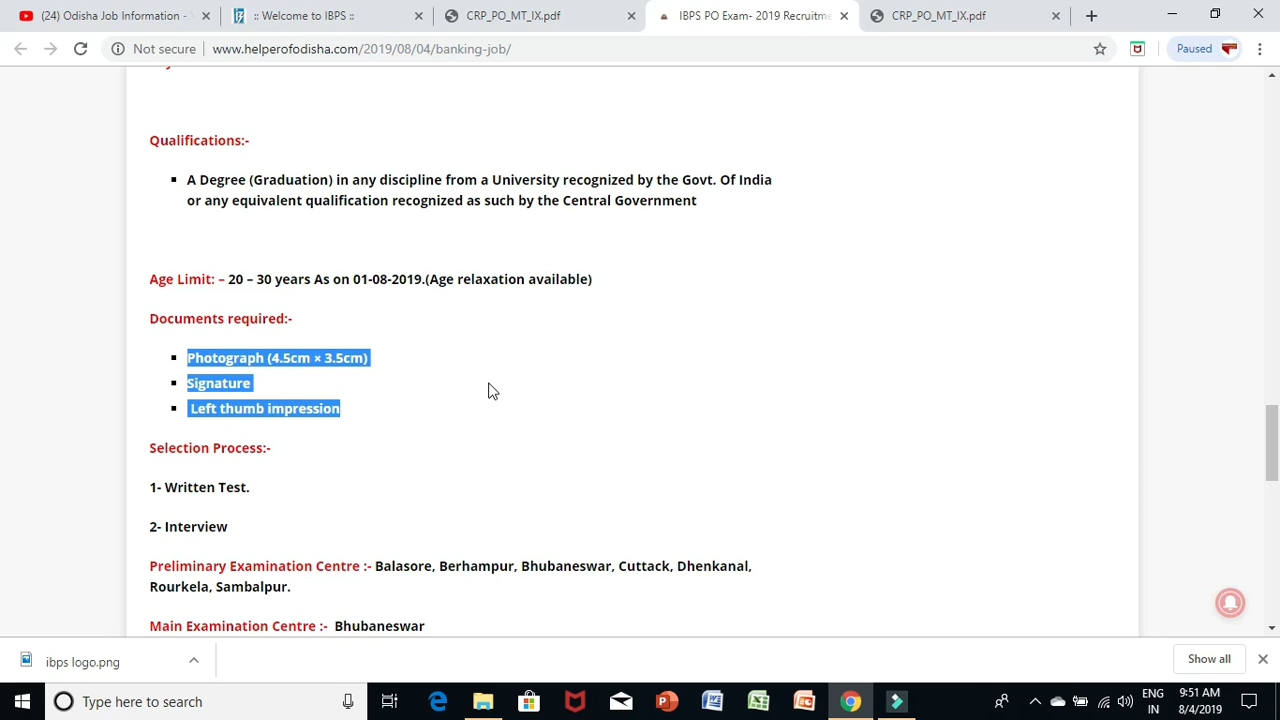 (24) Odisha Job Information -
:: Welcome to IBPS ::
CRP_PO_MT_IX.pdf
IBPS PO Exam- 2019 Recruitme
CRP_PO_MT_IX.pdf
Not secure
www.helperofodisha.com/2019/08/04/banking-job/
Paused
Qualifications:-
A Degree (Graduation) in any discipline from a University recognized by the Govt. Of India
or any equivalent qualification recognized as such by the Central Government
Age Limit: – 20 – 30 years As on 01-08-2019.(Age relaxation available)
Documents required:-
Photograph (4.5cm × 3.5cm)
Signature
Left thumb impression
Selection Process:-
1- Written Test.
2- Interview
Preliminary Examination Centre :- Balasore, Berhampur, Bhubaneswar, Cuttack, Dhenkanal,
Rourkela, Sambalpur.
Main Examination Centre :- Bhubaneswar
ibps logo.png
Show all
Type here to search
ENG
IN
9:51 AM
8/4/2019